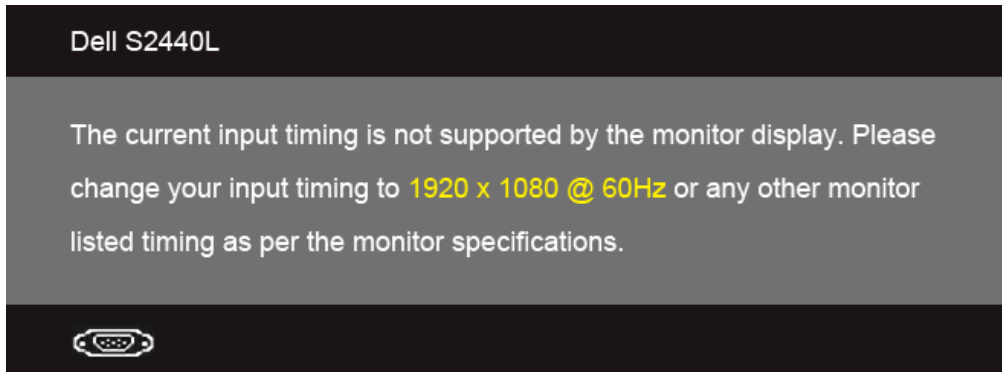 Dell S2440L
The current input timing is not supported by the monitor display. Please
change your input timing to 1920 x 1080 @ 60Hz or any other monitor
listed timing as per the monitor specifications.